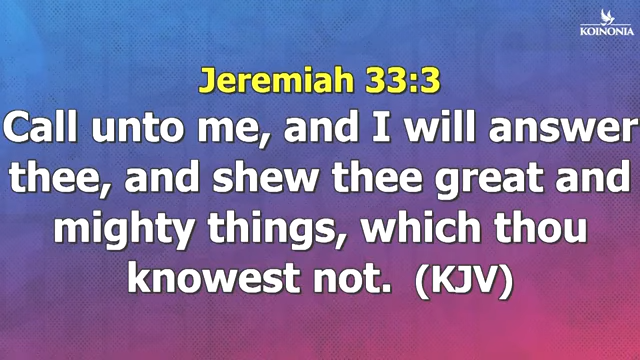 KOINONIA
Jeremiah 33:3
Call unto me, and I will answer
thee, and shew thee great and
mighty things, which thou
knowest not. (KJV)